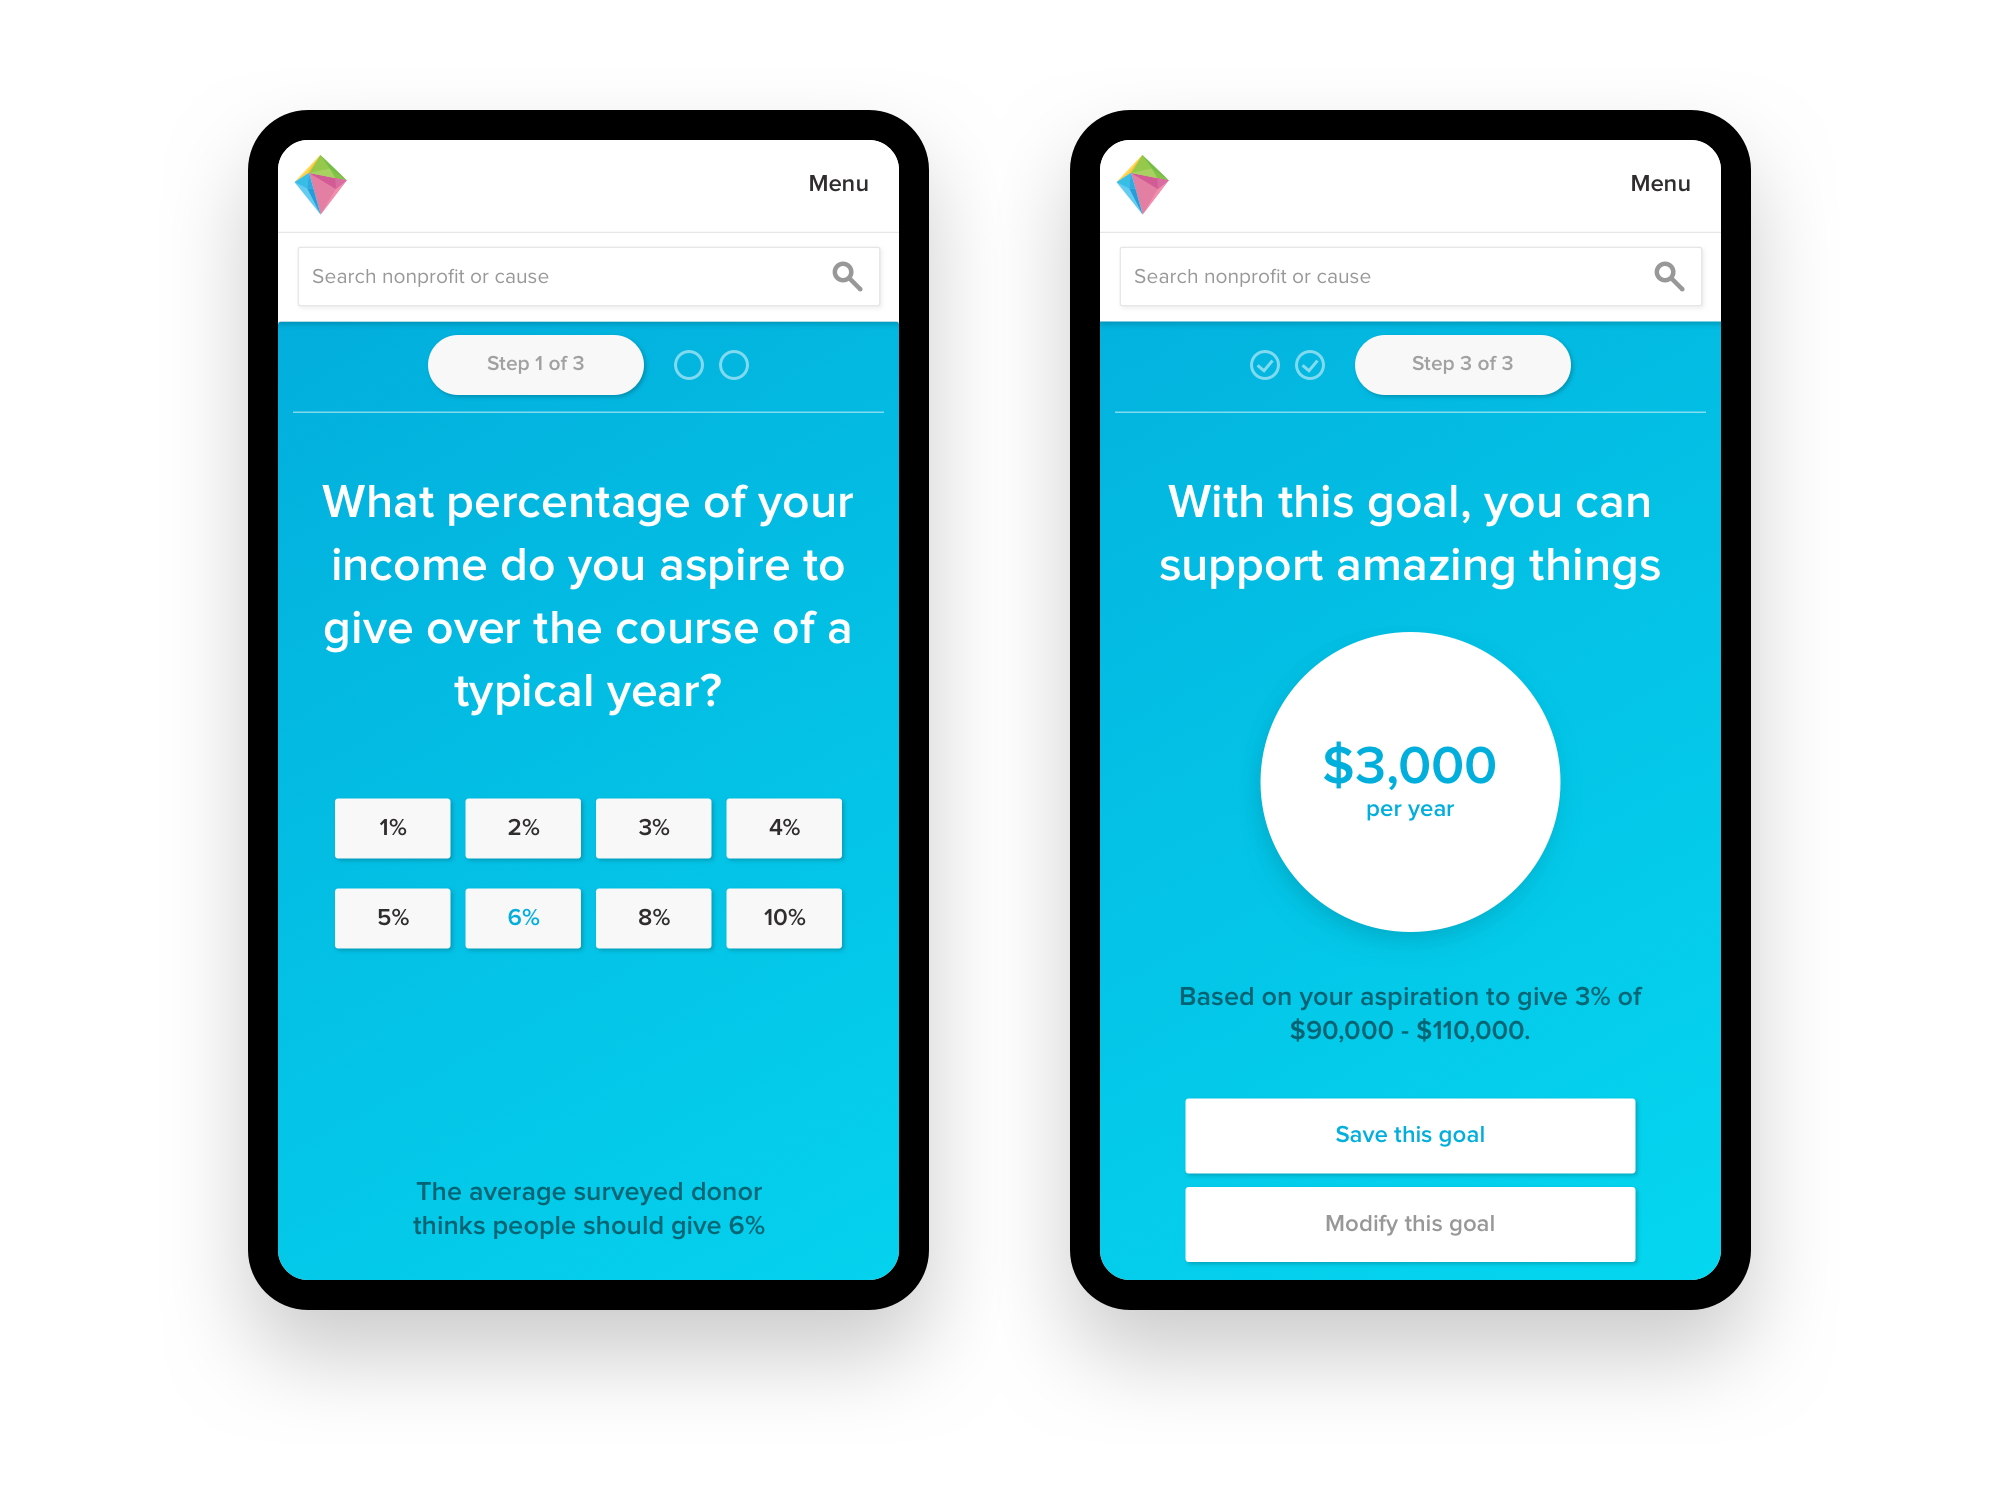 Menu
Search nonprofit or cause
Step 1 of 3
What percentage of your
income do you aspire to
give over the course of a
typical year?
1% 2% 3% 4%
5% 6% 8% 10%
The average surveyed donor
thinks people should give 6%
Menu
Search nonprofit or cause
Step 3 of 3
With this goal, you can
support amazing things
$3,000
per year
Based on your aspiration to give 3% of
$90,000 - $110,000.
Save this goal
Modify this goal